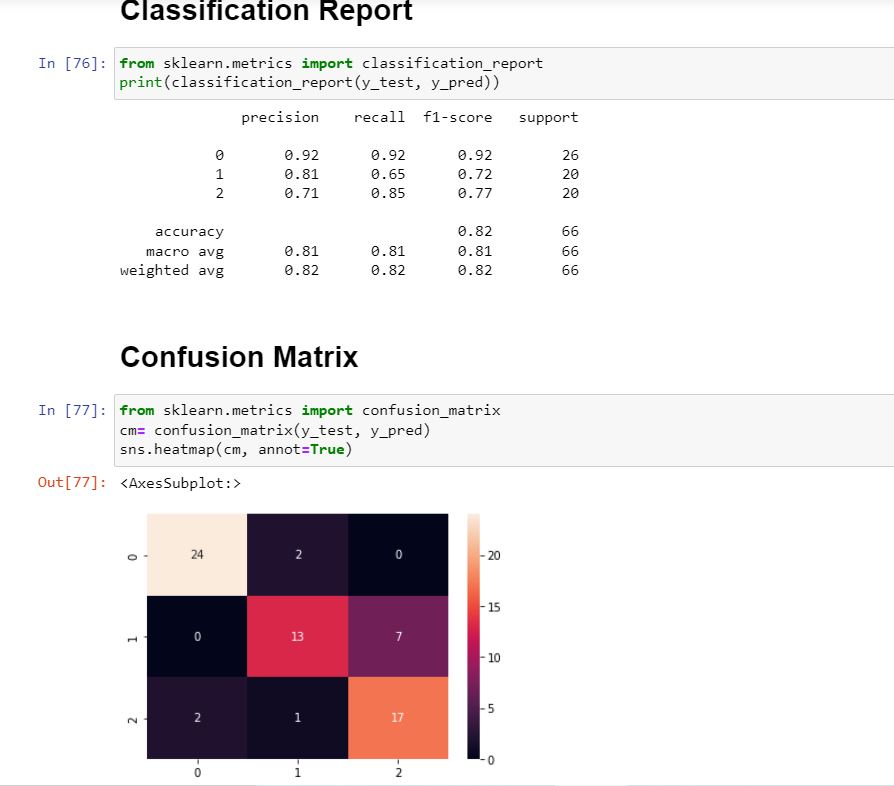 Classification Report
In [76]: from sklearn.metrics import classification_report
print(classification_report(y_test, y_pred))
precision recall f1-score support
0 0.92 0.92 0.92 26
1 0.81 0.65 0.72 20
2 0.71 0.85 0.77 20
accuracy 0.82 66
macro avg 0.81 0.81 0.81 66
weighted avg 0.82 0.82 0.82 66
Confusion Matrix
In [77]: from sklearn.metrics import confusion_matrix
cm= confusion_matrix(y_test, y_pred)
sns.heatmap(cm, annot=True)
Out[77]: <AxesSubplot:>
0 24 2 0
20
15
1 0 13 7
10
5
2 2 1 17
0
0 1 2